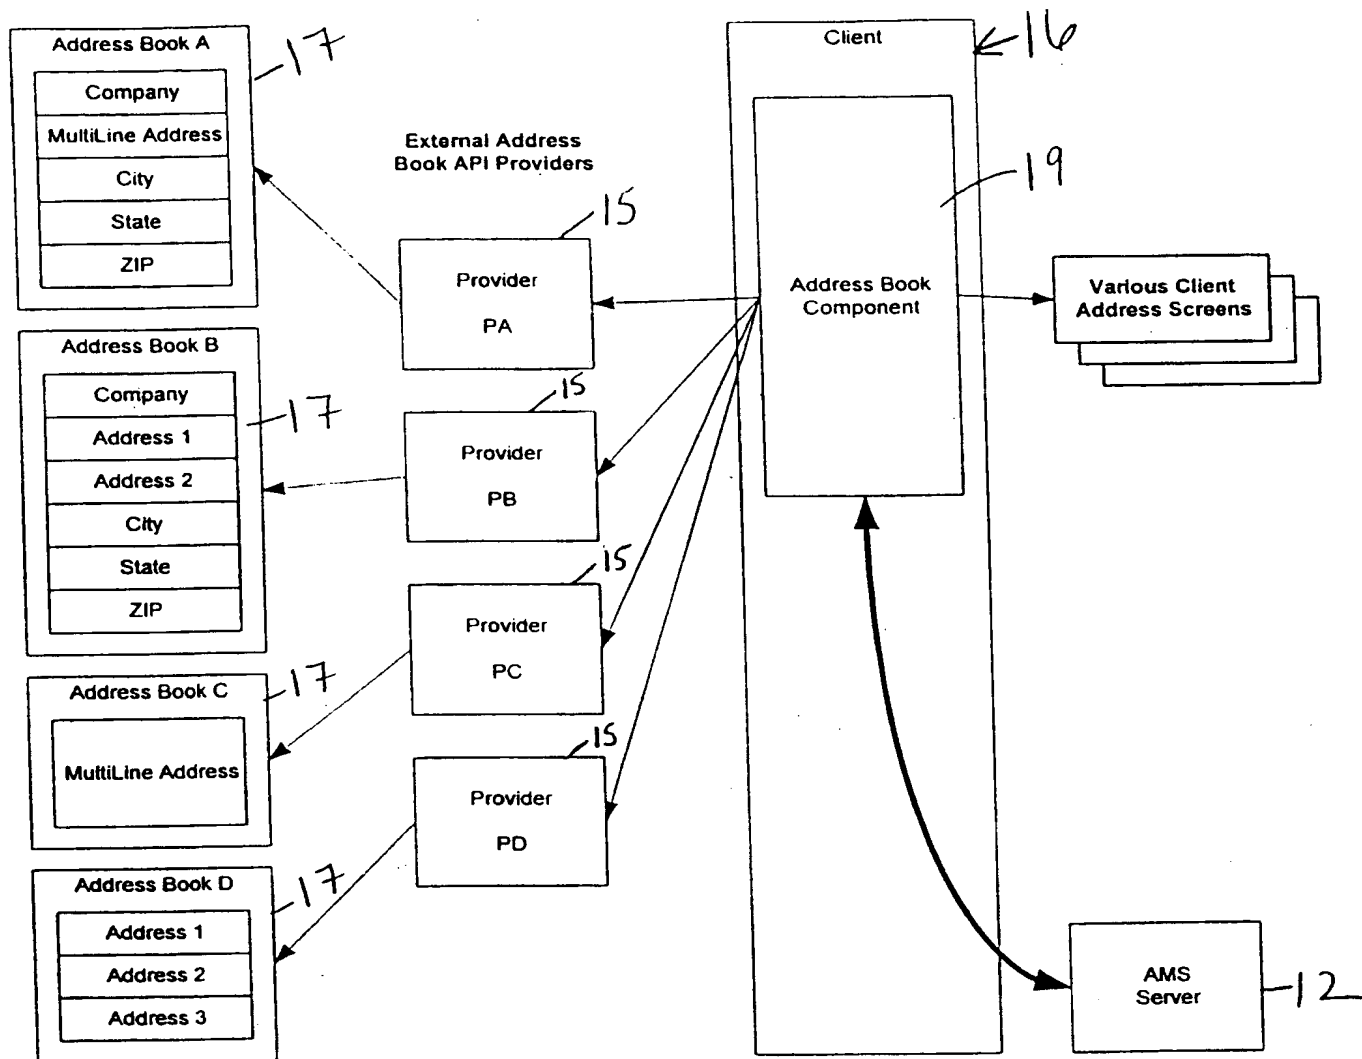 Address Book A
17
Company
MultiLine Address
City
State
ZIP
Address Book B
17
Company
Address 1
Address 2
City
State
ZIP
Address Book C
17
MultiLine Address
Address Book D
17
Address 1
Address 2
Address 3
External Address
Book API Providers
15
Provider
PA
15
Provider
PB
15
Provider
PC
15
Provider
PD
Client
16
19
Address Book
Component
Various Client
Address Screens
AMS
Server
12